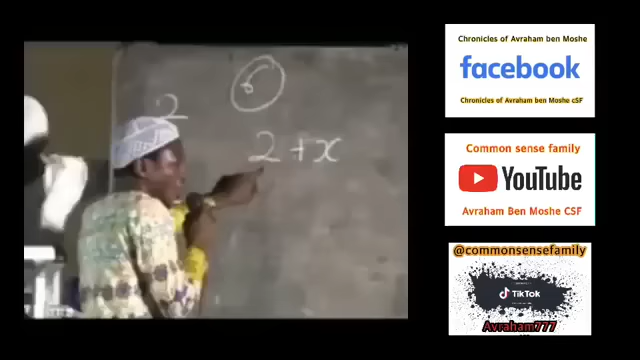 2
2 + x
Chronicles of Avraham ben Moshe
facebook
Chronicles of Avraham ben Moshe cSF
Common sense family
YouTube
Avraham Ben Moshe CSF
@commonsensefamily
TikTok
Avraham777